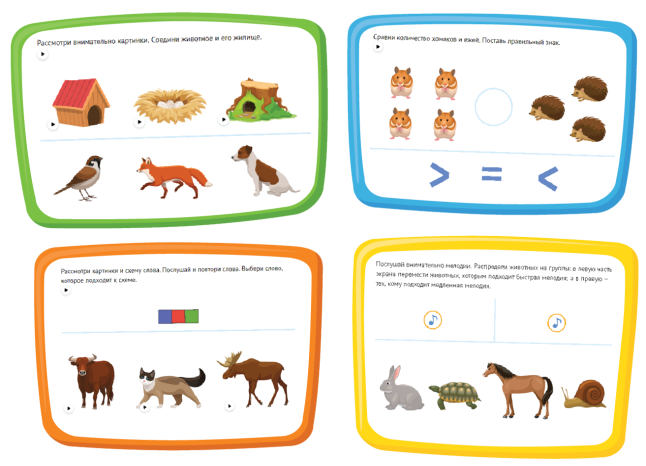 Рассмотри внимательно картинки. Соедини животное и его жилище.
Сравни количество хомяков и ежей. Поставь правильный знак.
> = <
Рассмотри картинки и схему слова. Послушай и повтори слова. Выбери слово,
которое подходит к схеме.
Послушай внимательно мелодии. Распредели животных на группы: в левую часть
экрана перенести животных, которым подходит быстрая мелодия; а в правую –
тех, кому подходит медленная мелодия.